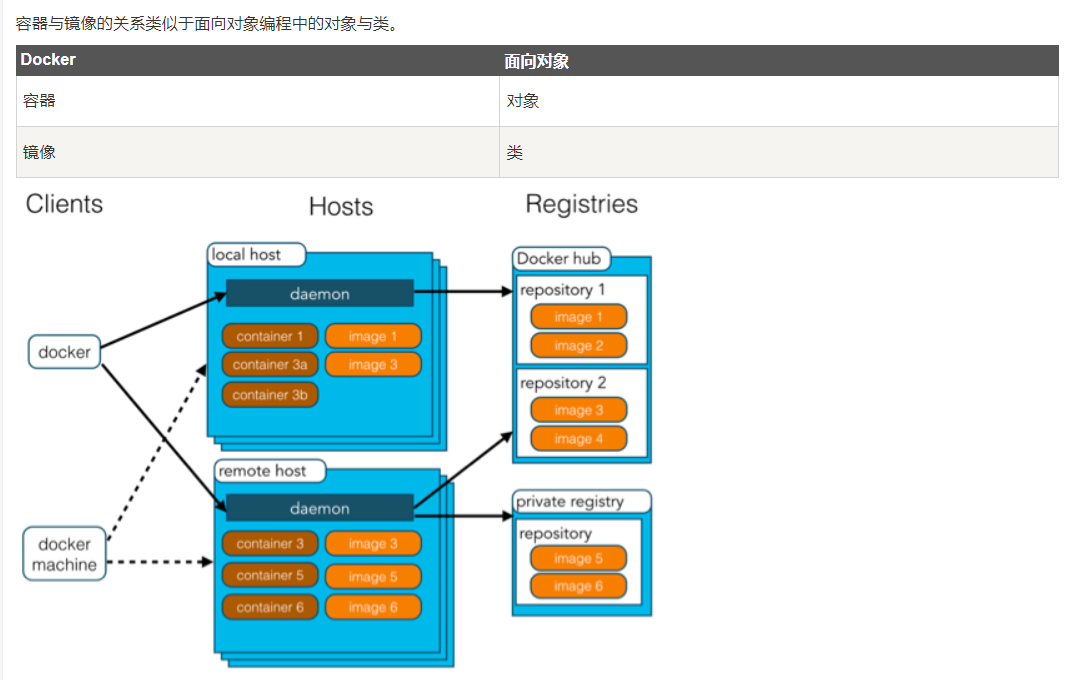 容器与镜像的关系类似于面向对象编程中的对象与类。
Docker 面向对象
容器 对象
镜像 类
Clients Hosts Registries
local host
daemon
container 1 image 1
container 3a image 3
container 3b
Docker hub
repository 1
image 1
image 2
repository 2
image 3
image 4
docker
remote host
daemon
container 3 image 3
container 5 image 5
container 6 image 6
private registry
repository
image 5
image 6
docker
machine